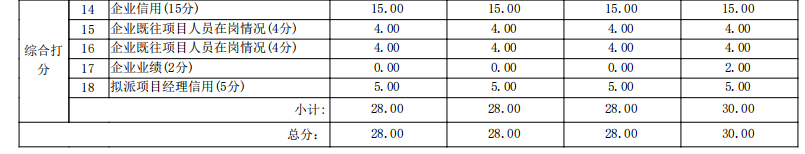 14 企业信用(15分) 15.00 15.00 15.00 15.00
15 企业既往项目人员在岗情况(4分) 4.00 4.00 4.00 4.00
综合打分 16 企业既往项目人员在岗情况(4分) 4.00 4.00 4.00 4.00
17 企业业绩(2分) 0.00 0.00 0.00 2.00
18 拟派项目经理信用(5分) 5.00 5.00 5.00 5.00
小计: 28.00 28.00 28.00 30.00
总分: 28.00 28.00 28.00 30.00